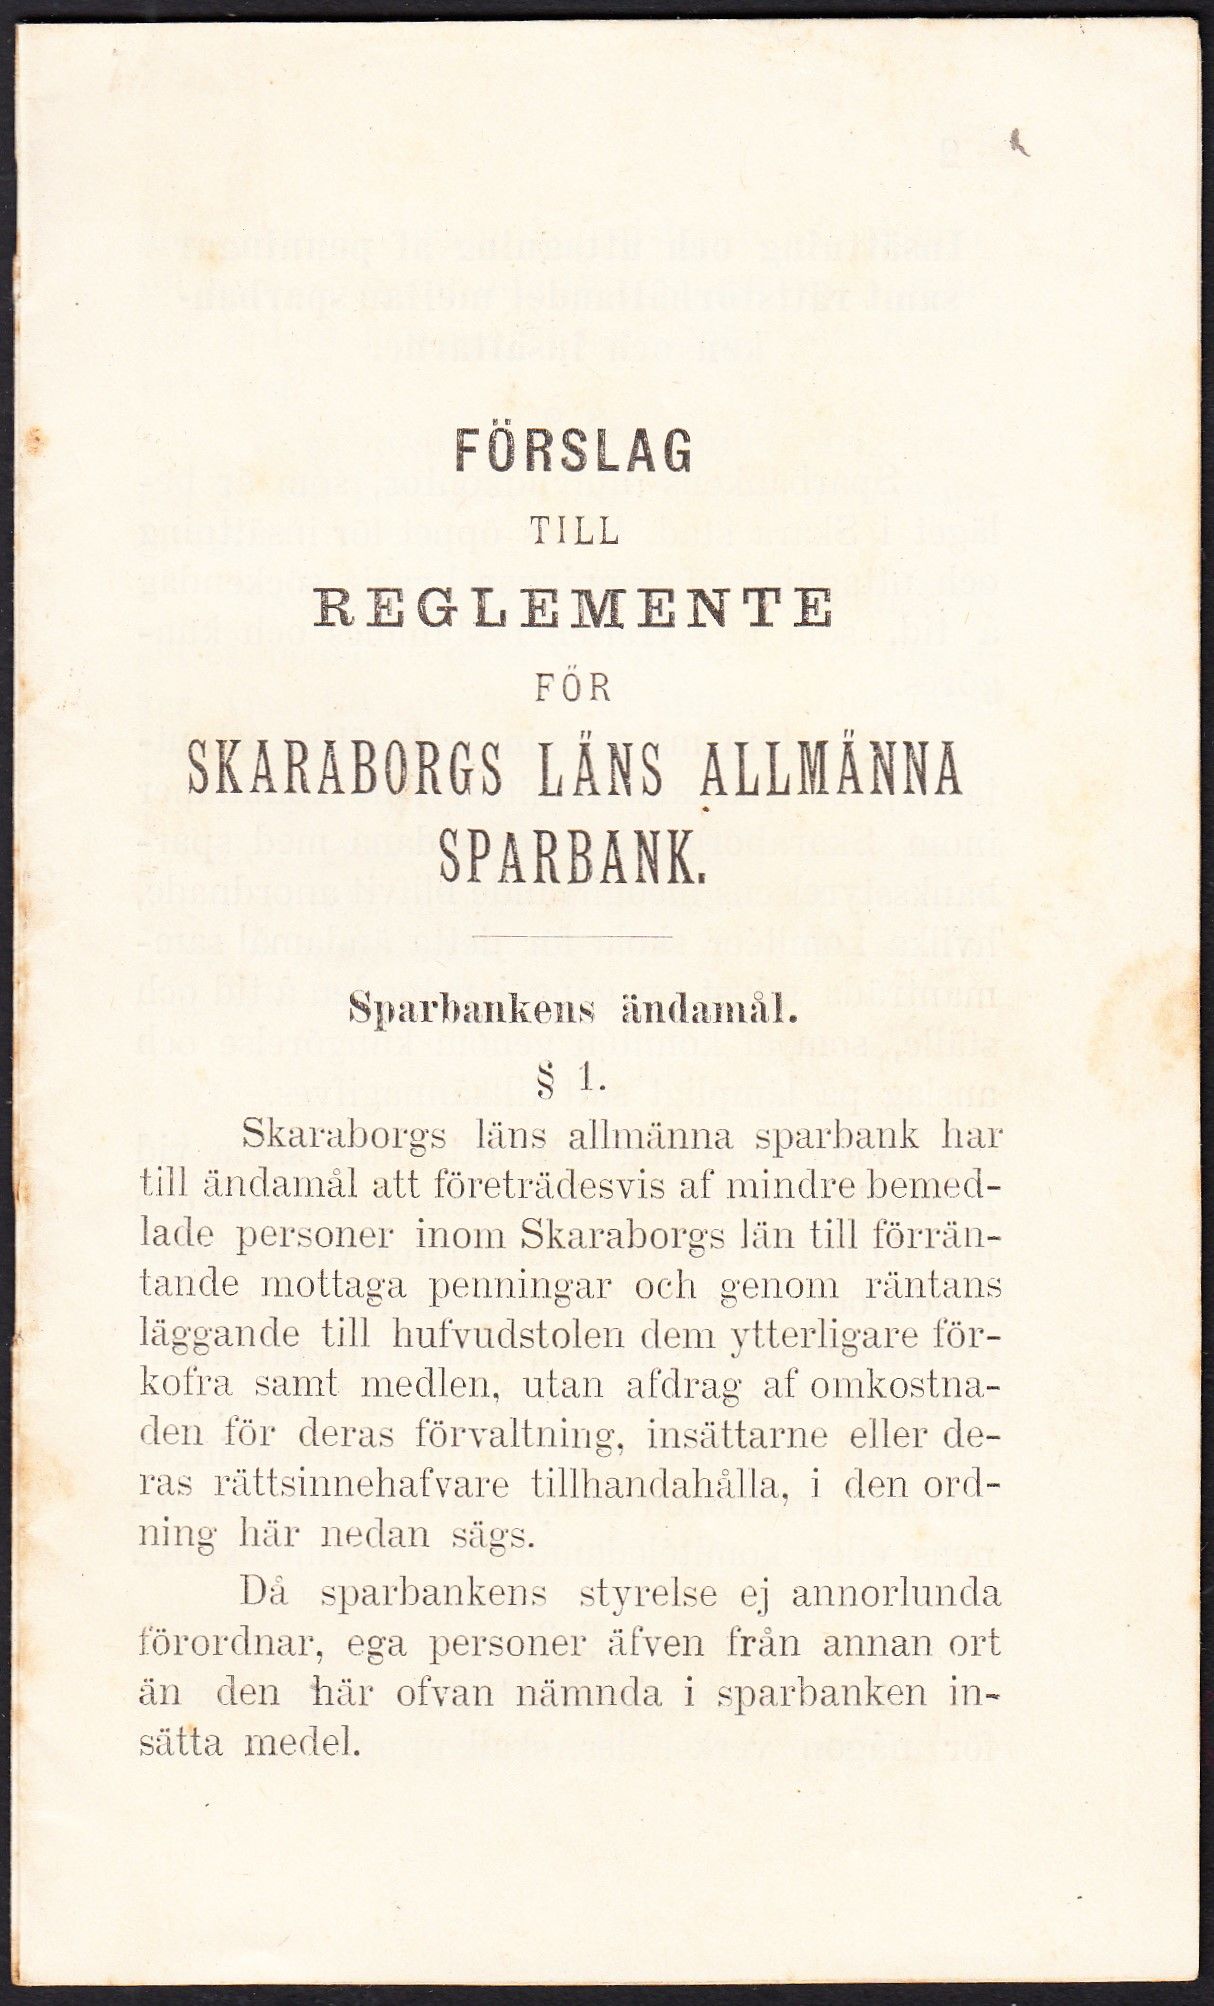 FÖRSLAG
TILL
REGLEMENTE
FÖR
SKARABORGS LÄNS ALLMÄNNA
SPARBANK.
Sparbankens ändamål.
§ 1.
Skaraborgs läns allmänna sparbank har
till ändamål att företrädesvis af mindre bemed-
lade personer inom Skaraborgs län till förrän-
tande mottaga penningar och genom räntans
läggande till hufvudstolen dem ytterligare för-
kofra samt medlen, utan afdrag af omkostna-
den för deras förvaltning, insättarne eller de-
ras rättsinnehafvare tillhandahålla, i den ord-
ning här nedan sägs.
Då sparbankens styrelse ej annorlunda
förordnar, ega personer äfven från annan ort
än den här ofvan nämnda i sparbanken in-
sätta medel.